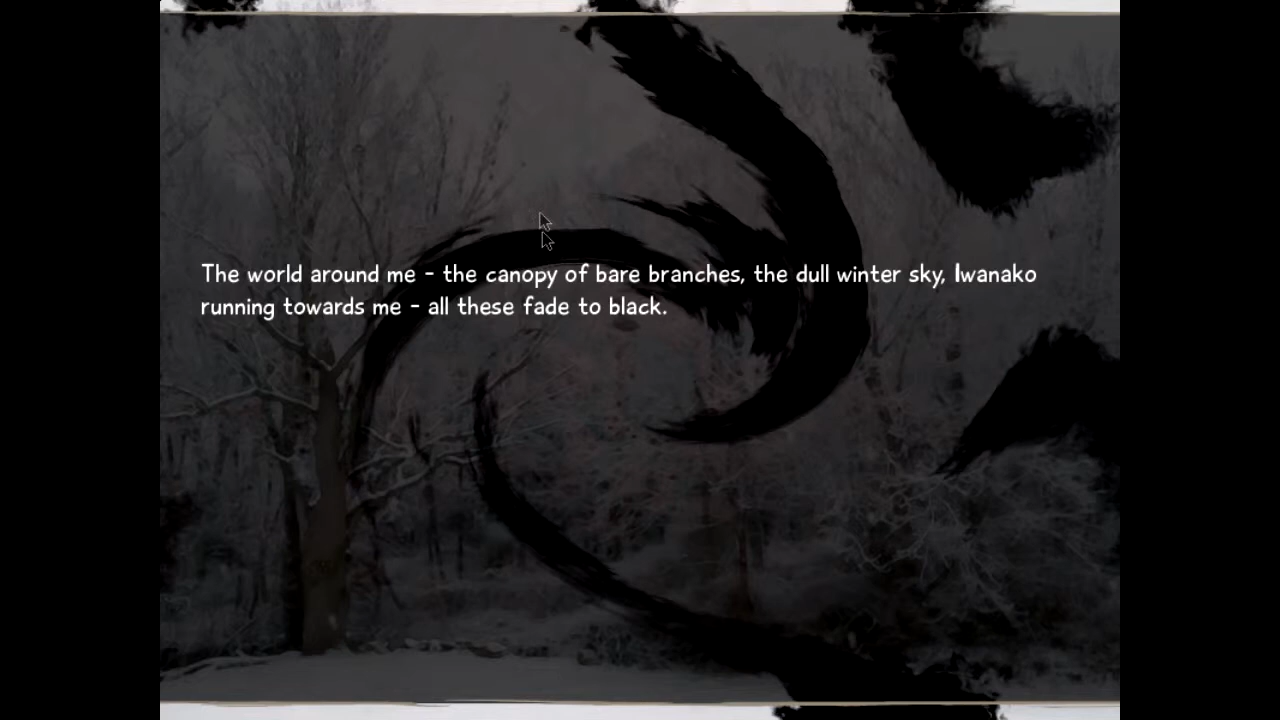 The world around me - the canopy of bare branches, the dull winter sky, Iwanako
running towards me - all these fade to black.